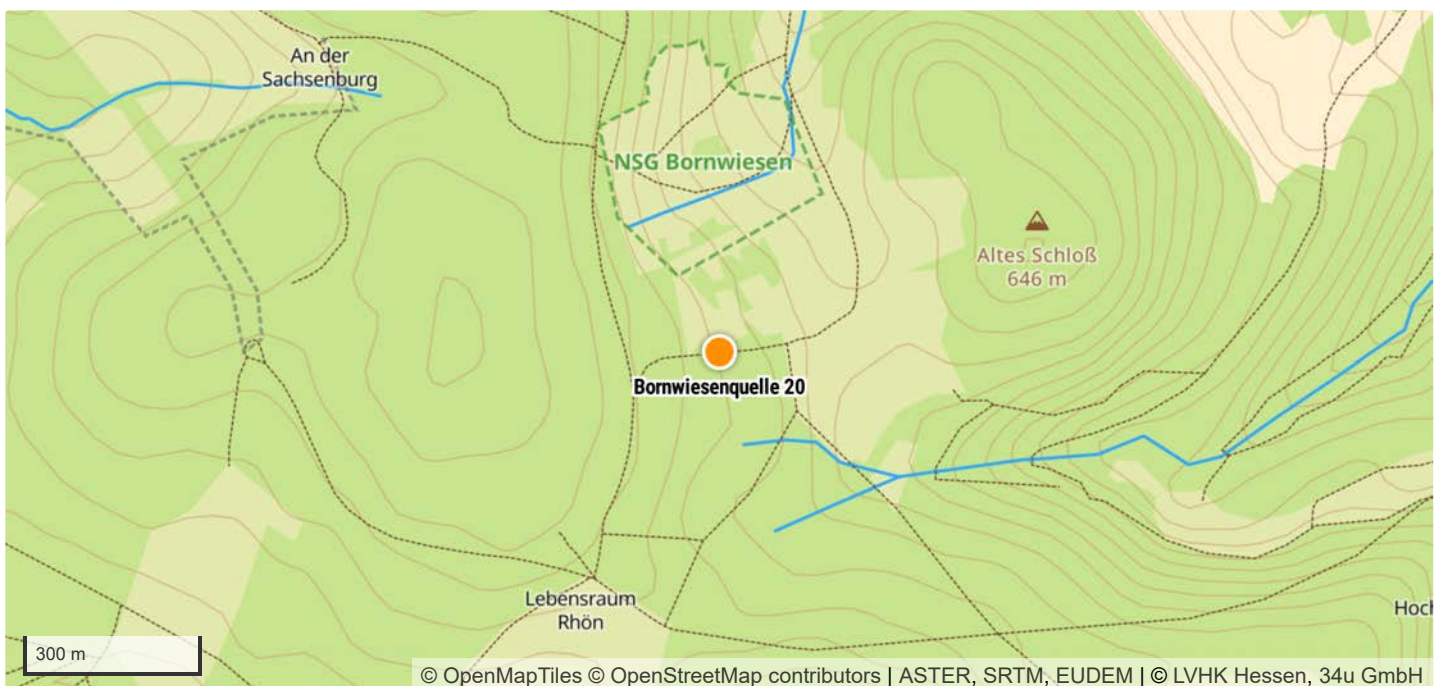 An der
Sachsenburg
NSG Bornwiesen
Altes Schloß
646 m
Bornwiesenquelle 20
Lebensraum
Rhön
Hoch
300 m
© OpenMapTiles © OpenStreetMap contributors | ASTER, SRTM, EUDEM | © LVHK Hessen, 34u GmbH